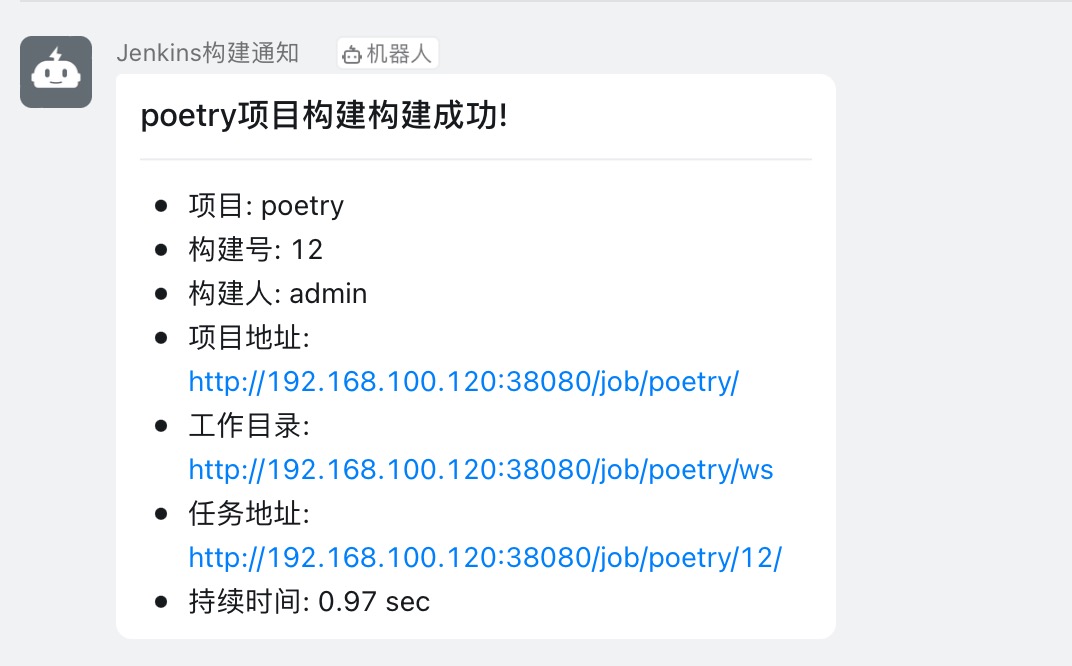 Jenkins构建通知 机器人
poetry项目构建构建成功!
项目: poetry
构建号: 12
构建人: admin
项目地址:
http://192.168.100.120:38080/job/poetry/
工作目录:
http://192.168.100.120:38080/job/poetry/ws
任务地址:
http://192.168.100.120:38080/job/poetry/12/
持续时间: 0.97 sec